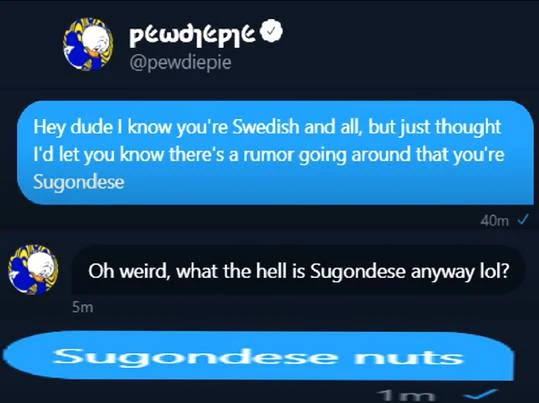 ρєωđıєρıє
@pewdiepie
Hey dude I know you're Swedish and all, but just thought
I'd let you know there's a rumor going around that you're
Sugondese
40m ✓
Oh weird, what the hell is Sugondese anyway lol?
5m
Sugondese nuts
1m ✓